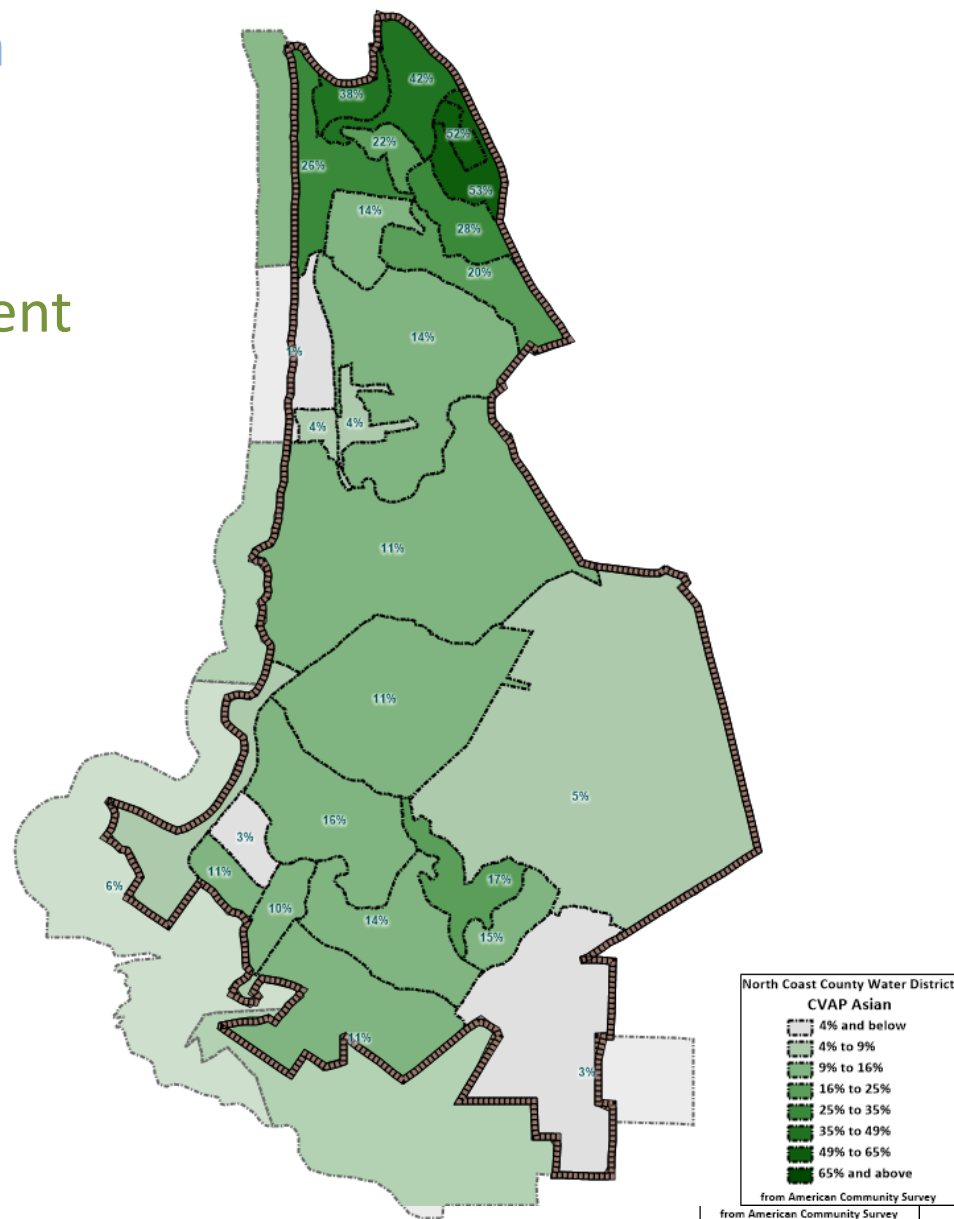 ent
42%
38%
52%
22%
26%
53%
14%
28%
20%
14%
1%
4%
4%
11%
11%
5%
16%
3%
11%
17%
6%
10%
14%
15%
11%
3%
North Coast County Water District
CVAP Asian
4% and below
4% to 9%
9% to 16%
16% to 25%
25% to 35%
35% to 49%
49% to 65%
65% and above
from American Community Survey
from American Community Survey